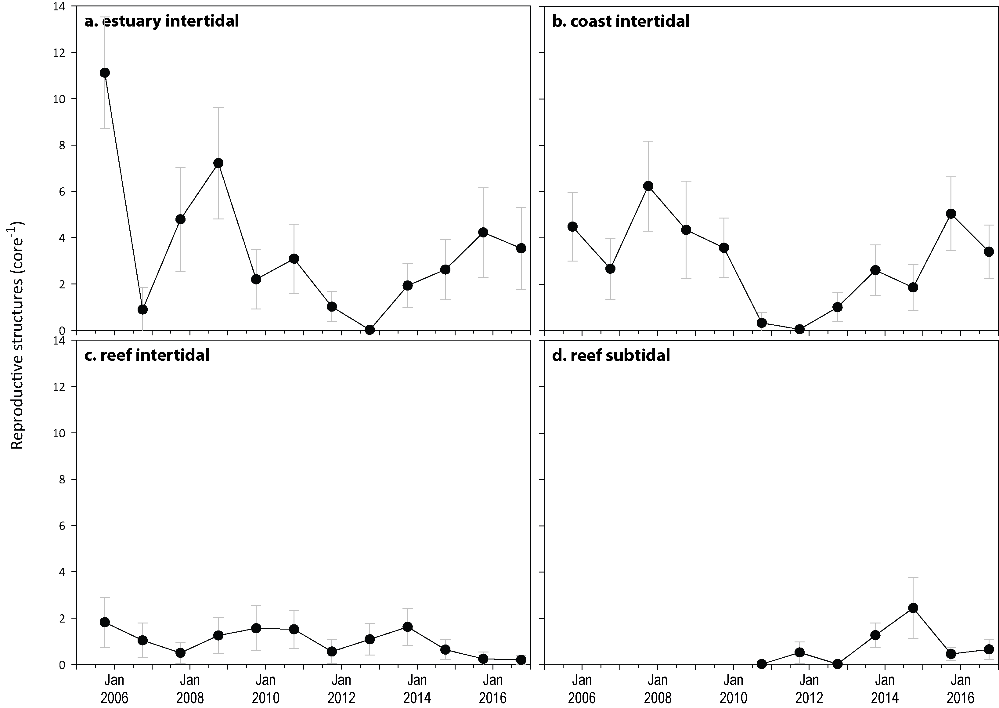 Reproductive structures (core⁻¹)
a. estuary intertidal
14
12
10
8
6
4
2
0
b. coast intertidal
c. reef intertidal
14
12
10
8
6
4
2
0
d. reef subtidal
Jan Jan Jan Jan Jan Jan
2006 2008 2010 2012 2014 2016
Jan Jan Jan Jan Jan Jan
2006 2008 2010 2012 2014 2016